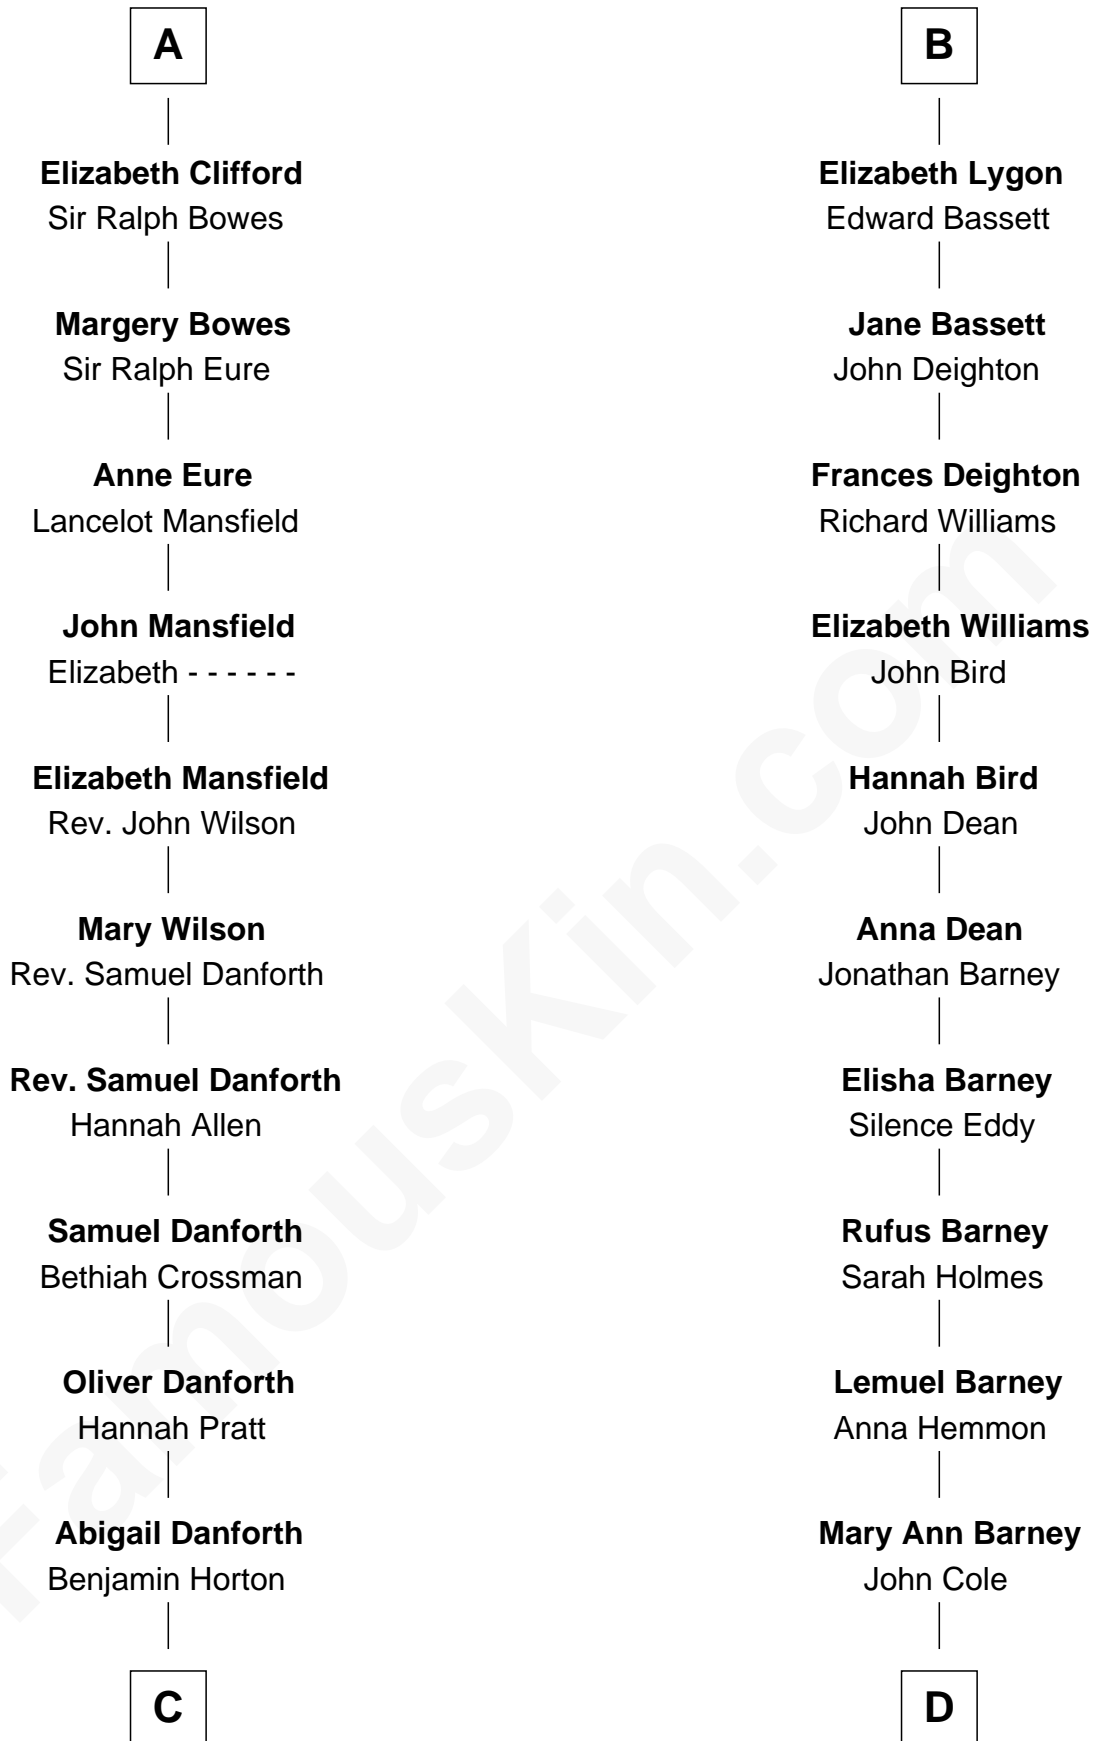 A
Elizabeth Clifford
Sir Ralph Bowes
Margery Bowes
Sir Ralph Eure
Anne Eure
Lancelot Mansfield
John Mansfield
Elizabeth - - - - - -
Elizabeth Mansfield
Rev. John Wilson
Mary Wilson
Rev. Samuel Danforth
Rev. Samuel Danforth
Hannah Allen
Samuel Danforth
Bethiah Crossman
Oliver Danforth
Hannah Pratt
Abigail Danforth
Benjamin Horton
C
B
Elizabeth Lygon
Edward Bassett
Jane Bassett
John Deighton
Frances Deighton
Richard Williams
Elizabeth Williams
John Bird
Hannah Bird
John Dean
Anna Dean
Jonathan Barney
Elisha Barney
Silence Eddy
Rufus Barney
Sarah Holmes
Lemuel Barney
Anna Hemmon
Mary Ann Barney
John Cole
D
FamousKin.com